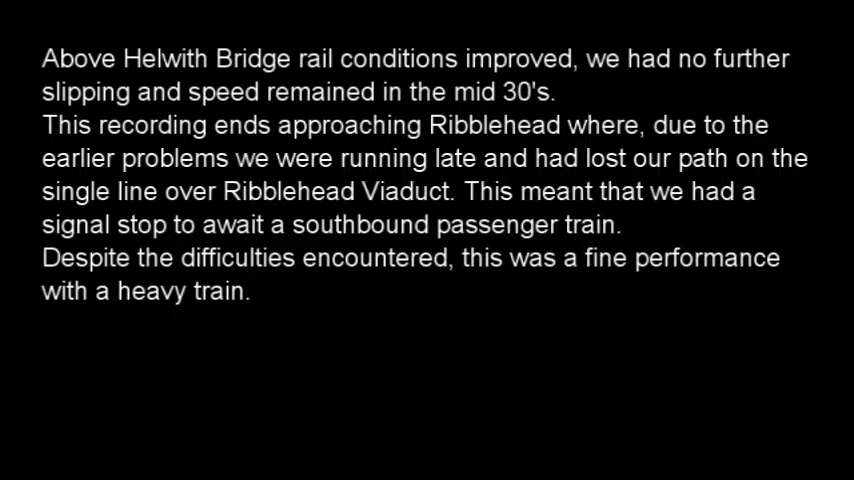 Above Helwith Bridge rail conditions improved, we had no further
slipping and speed remained in the mid 30's.
This recording ends approaching Ribblehead where, due to the
earlier problems we were running late and had lost our path on the
single line over Ribblehead Viaduct. This meant that we had a
signal stop to await a southbound passenger train.
Despite the difficulties encountered, this was a fine performance
with a heavy train.